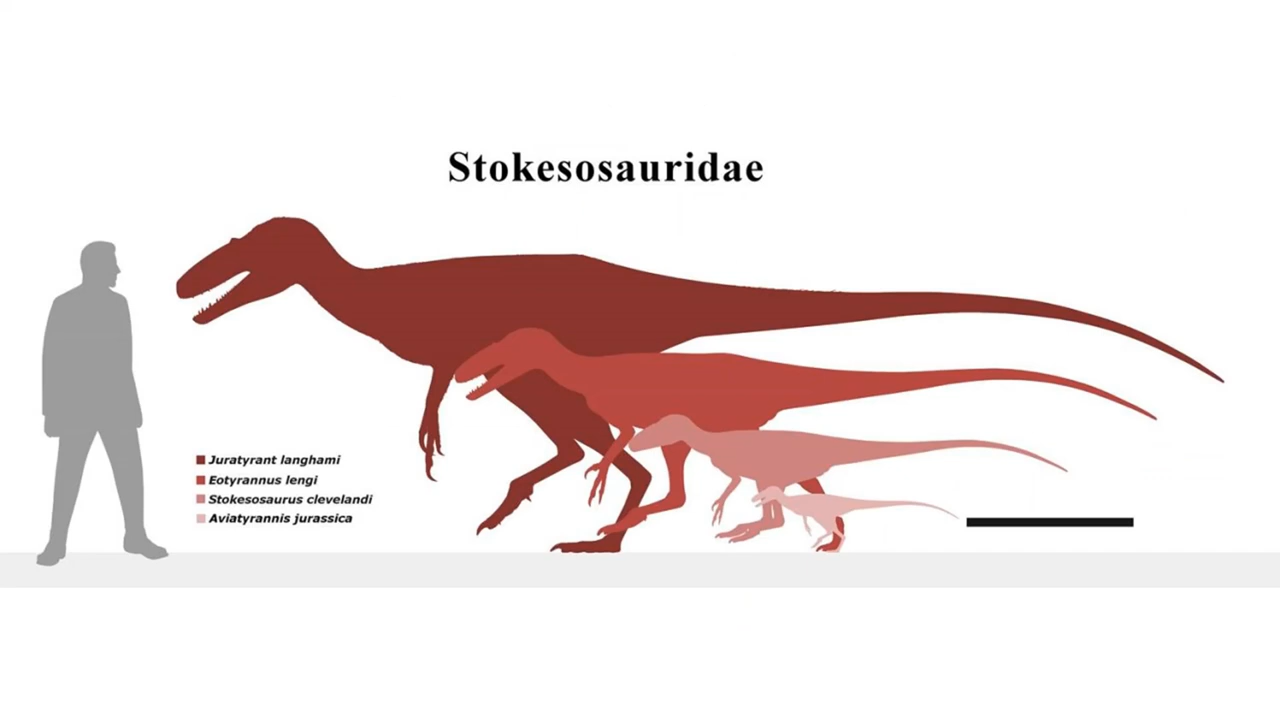 Stokesosauridae
Juratyrant langhami
Eotyrannus lengi
Stokesosaurus clevelandi
Aviatyrannis jurassica